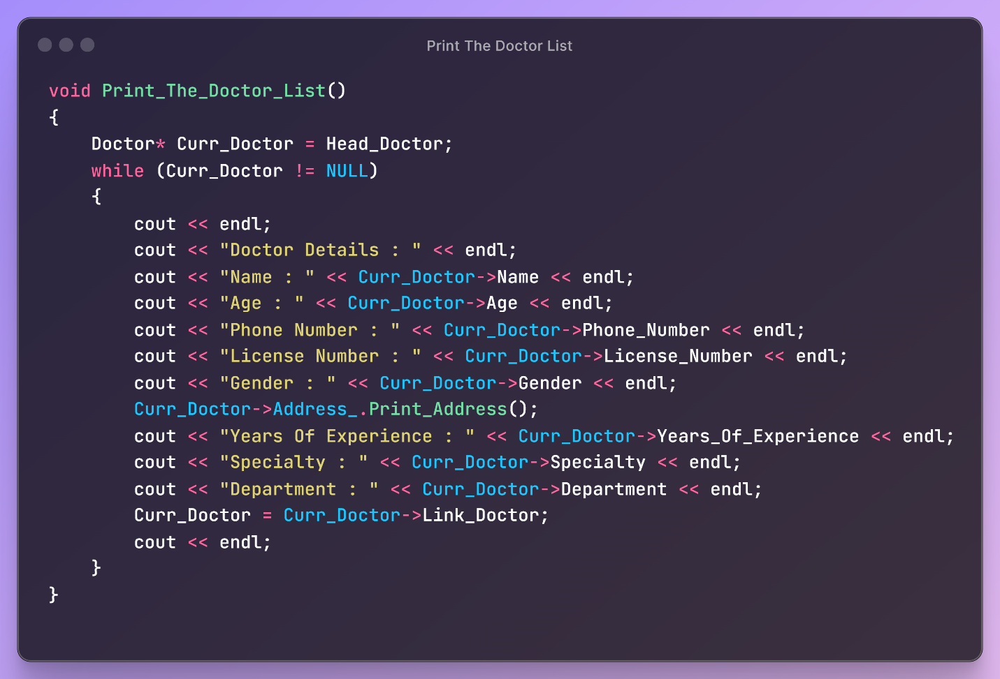 Print The Doctor List
void Print_The_Doctor_List()
{
    Doctor* Curr_Doctor = Head_Doctor;
    while (Curr_Doctor != NULL)
    {
        cout << endl;
        cout << "Doctor Details : " << endl;
        cout << "Name : " << Curr_Doctor->Name << endl;
        cout << "Age : " << Curr_Doctor->Age << endl;
        cout << "Phone Number : " << Curr_Doctor->Phone_Number << endl;
        cout << "License Number : " << Curr_Doctor->License_Number << endl;
        cout << "Gender : " << Curr_Doctor->Gender << endl;
        Curr_Doctor->Address_.Print_Address();
        cout << "Years Of Experience : " << Curr_Doctor->Years_Of_Experience << endl;
        cout << "Specialty : " << Curr_Doctor->Specialty << endl;
        cout << "Department : " << Curr_Doctor->Department << endl;
        Curr_Doctor = Curr_Doctor->Link_Doctor;
        cout << endl;
    }
}